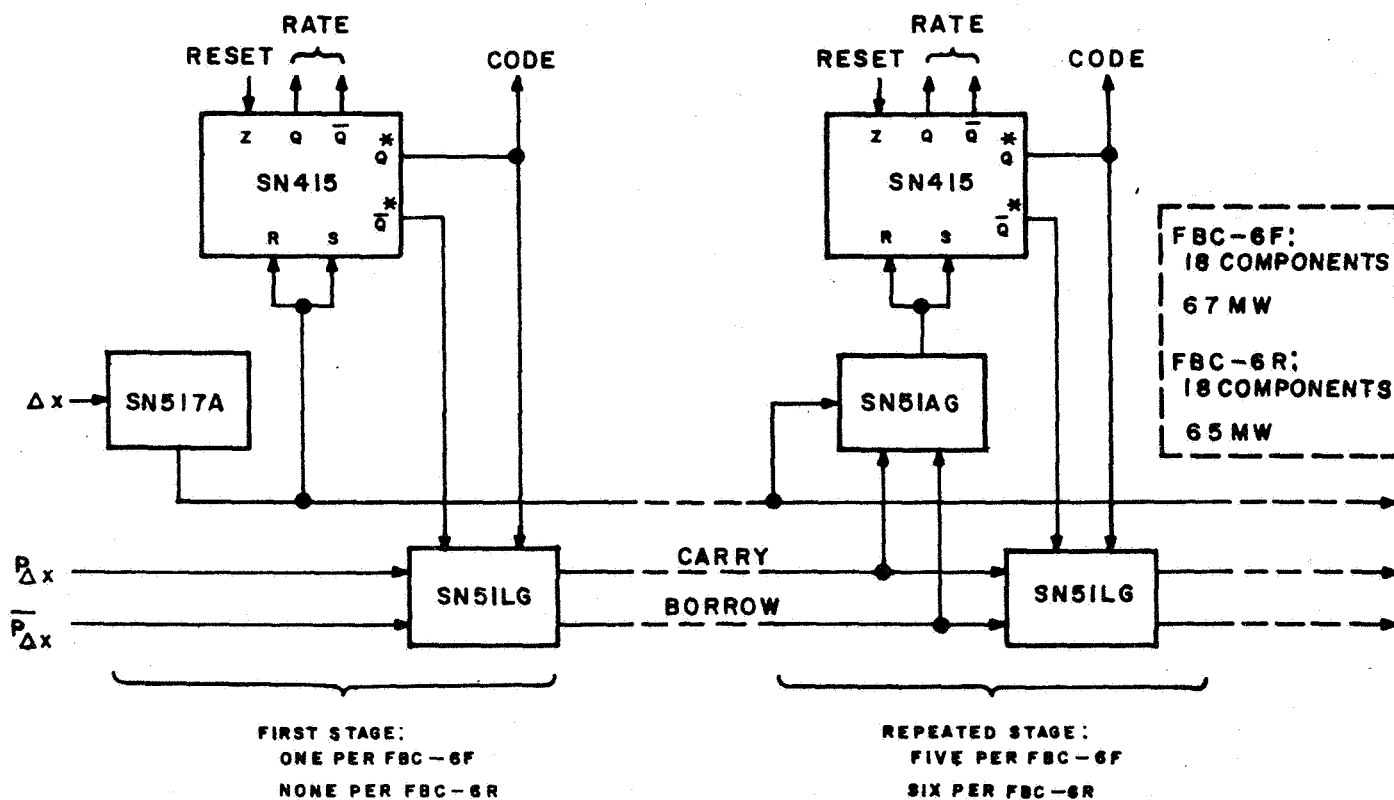 RATE
RESET
CODE
Z Q Q̅ Q*
SN415
Q̅*
R S
RATE
RESET
CODE
Z Q Q̅ Q*
SN415
Q̅*
R S
FBC-6F:
18 COMPONENTS
67 MW
FBC-6R:
18 COMPONENTS
65 MW
Δx
SN517A
SN51AG
PΔx
P̅Δx
SN51LG
CARRY
BORROW
SN51LG
FIRST STAGE:
ONE PER FBC-6F
NONE PER FBC-6R
REPEATED STAGE:
FIVE PER FBC-6F
SIX PER FBC-6R